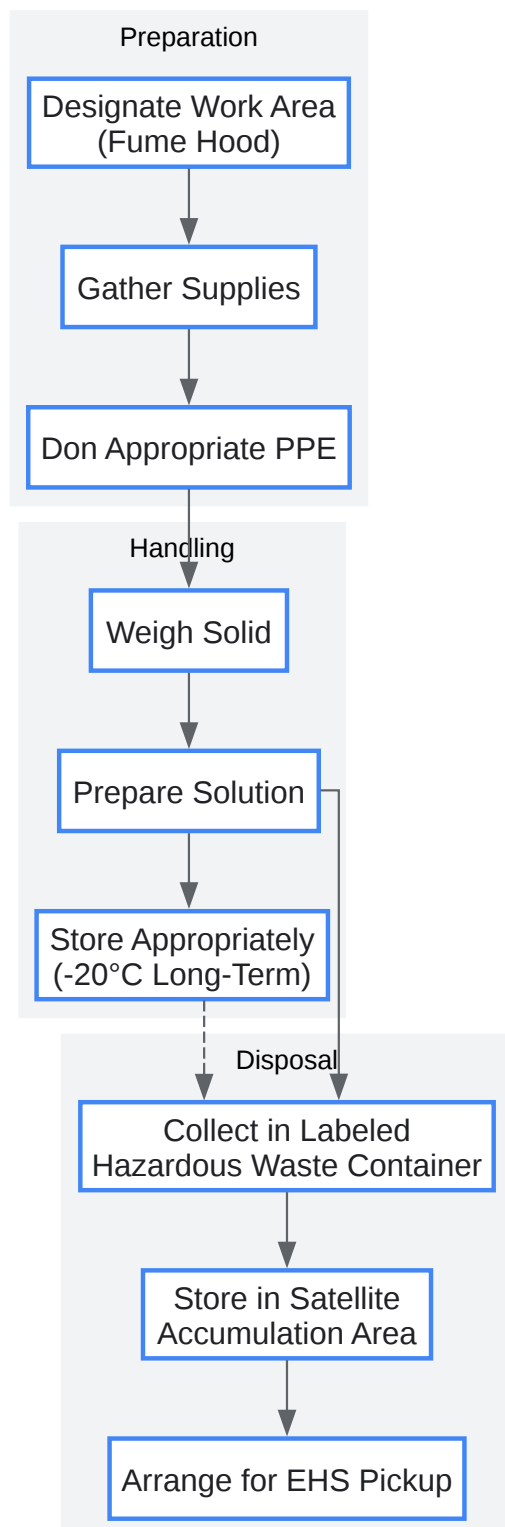 Preparation
Designate Work Area
(Fume Hood)
Gather Supplies
Don Appropriate PPE
Handling
Weigh Solid
Prepare Solution
Store Appropriately
(-20°C Long-Term)
Disposal
Collect in Labeled
Hazardous Waste Container
Store in Satellite
Accumulation Area
Arrange for EHS Pickup